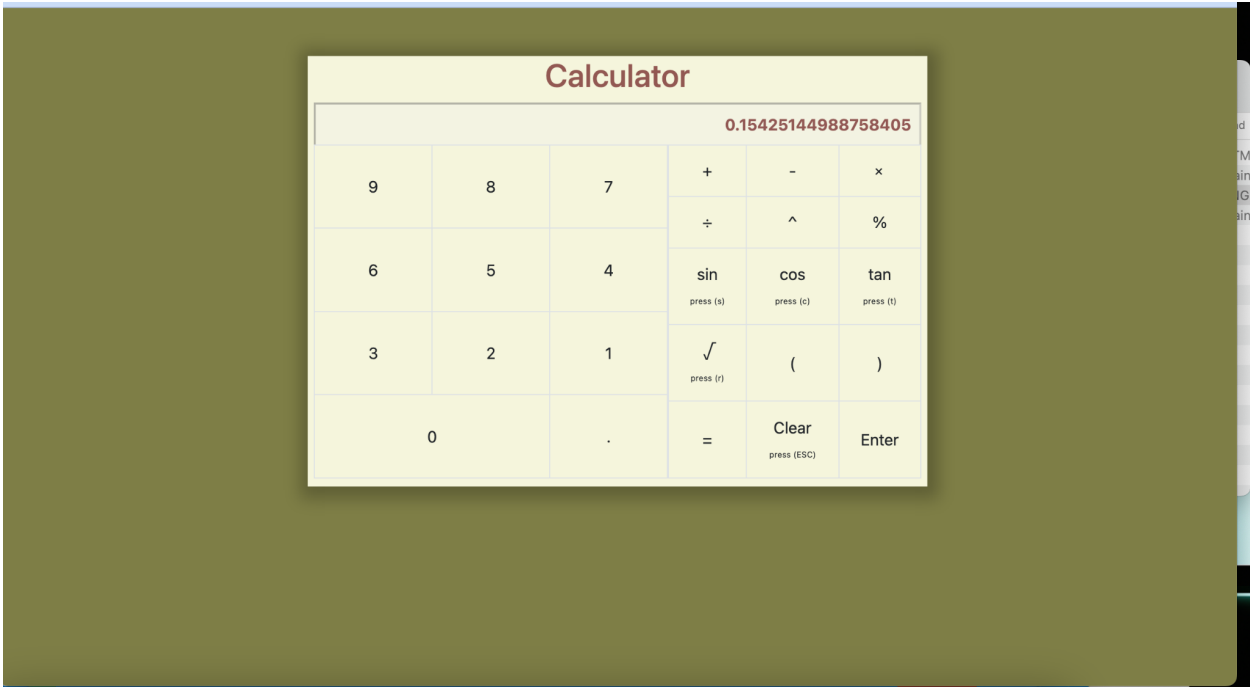 Calculator
0.15425144988758405
9 8 7 + - ×
÷ ^ %
6 5 4 sin cos tan
press (s) press (c) press (t)
3 2 1 √ ( )
press (r)
0 . = Clear Enter
press (ESC)